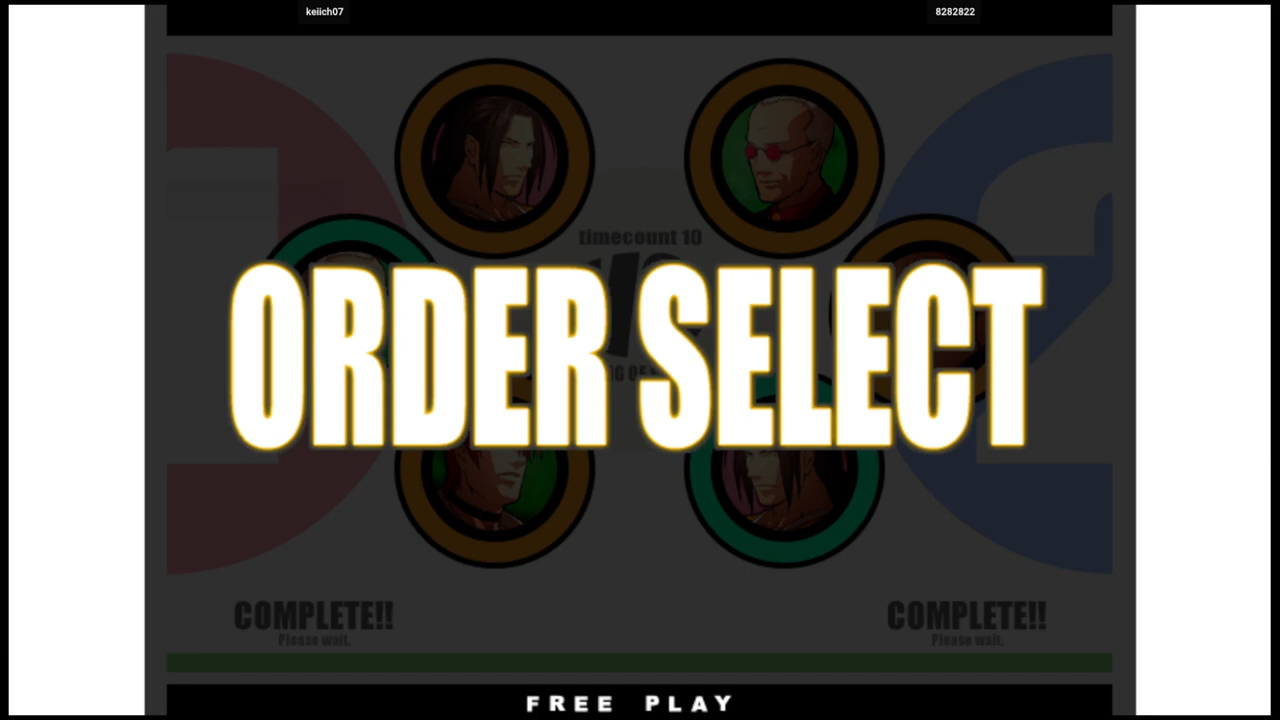 keiich07
8282822
timecount 10
ORDER SELECT
COMPLETE!!
Please wait.
COMPLETE!!
Please wait.
FREE PLAY